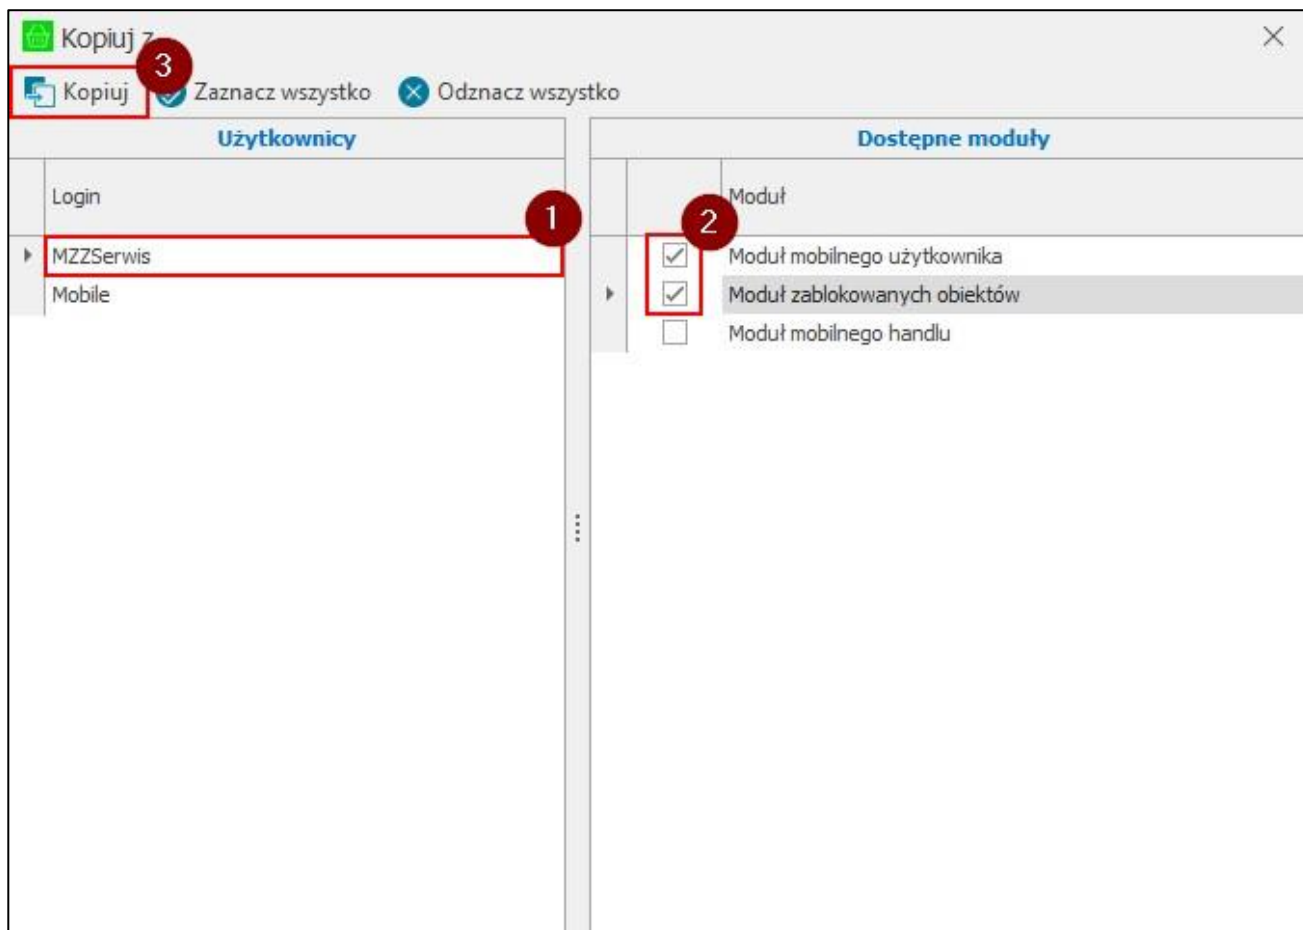 Kopiuj z
3
Kopiuj Zaznacz wszystko Odznacz wszystko
Użytkownicy Dostępne moduły
Login 1 Moduł
2
MZZSerwis Moduł mobilnego użytkownika
Mobile Moduł zablokowanych obiektów
Moduł mobilnego handlu